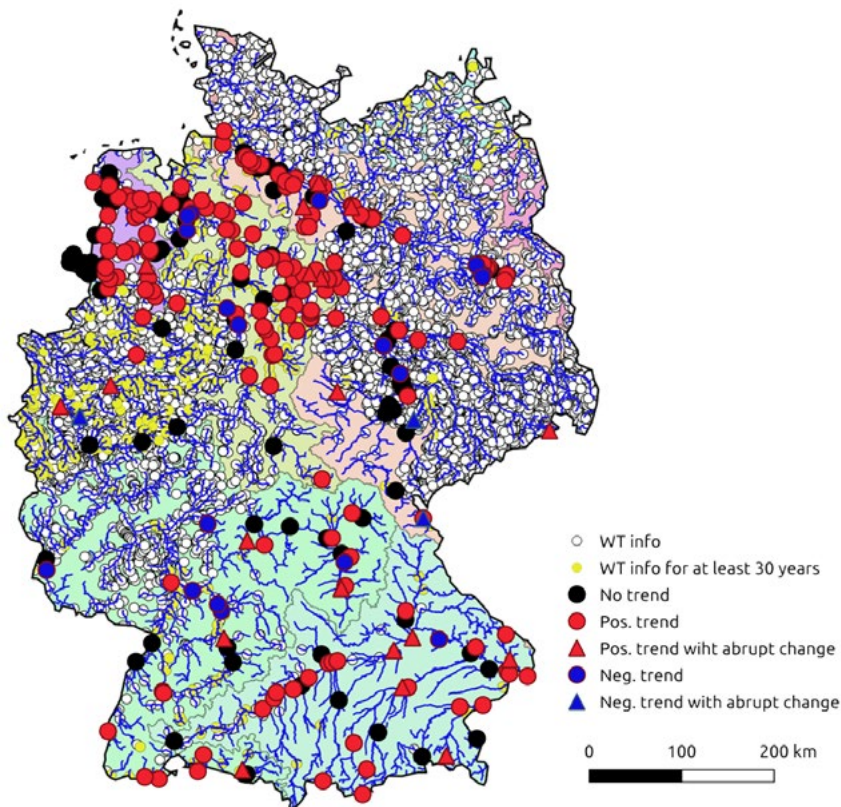 WT info
WT info for at least 30 years
No trend
Pos. trend
Pos. trend wiht abrupt change
Neg. trend
Neg. trend with abrupt change
0 100 200 km